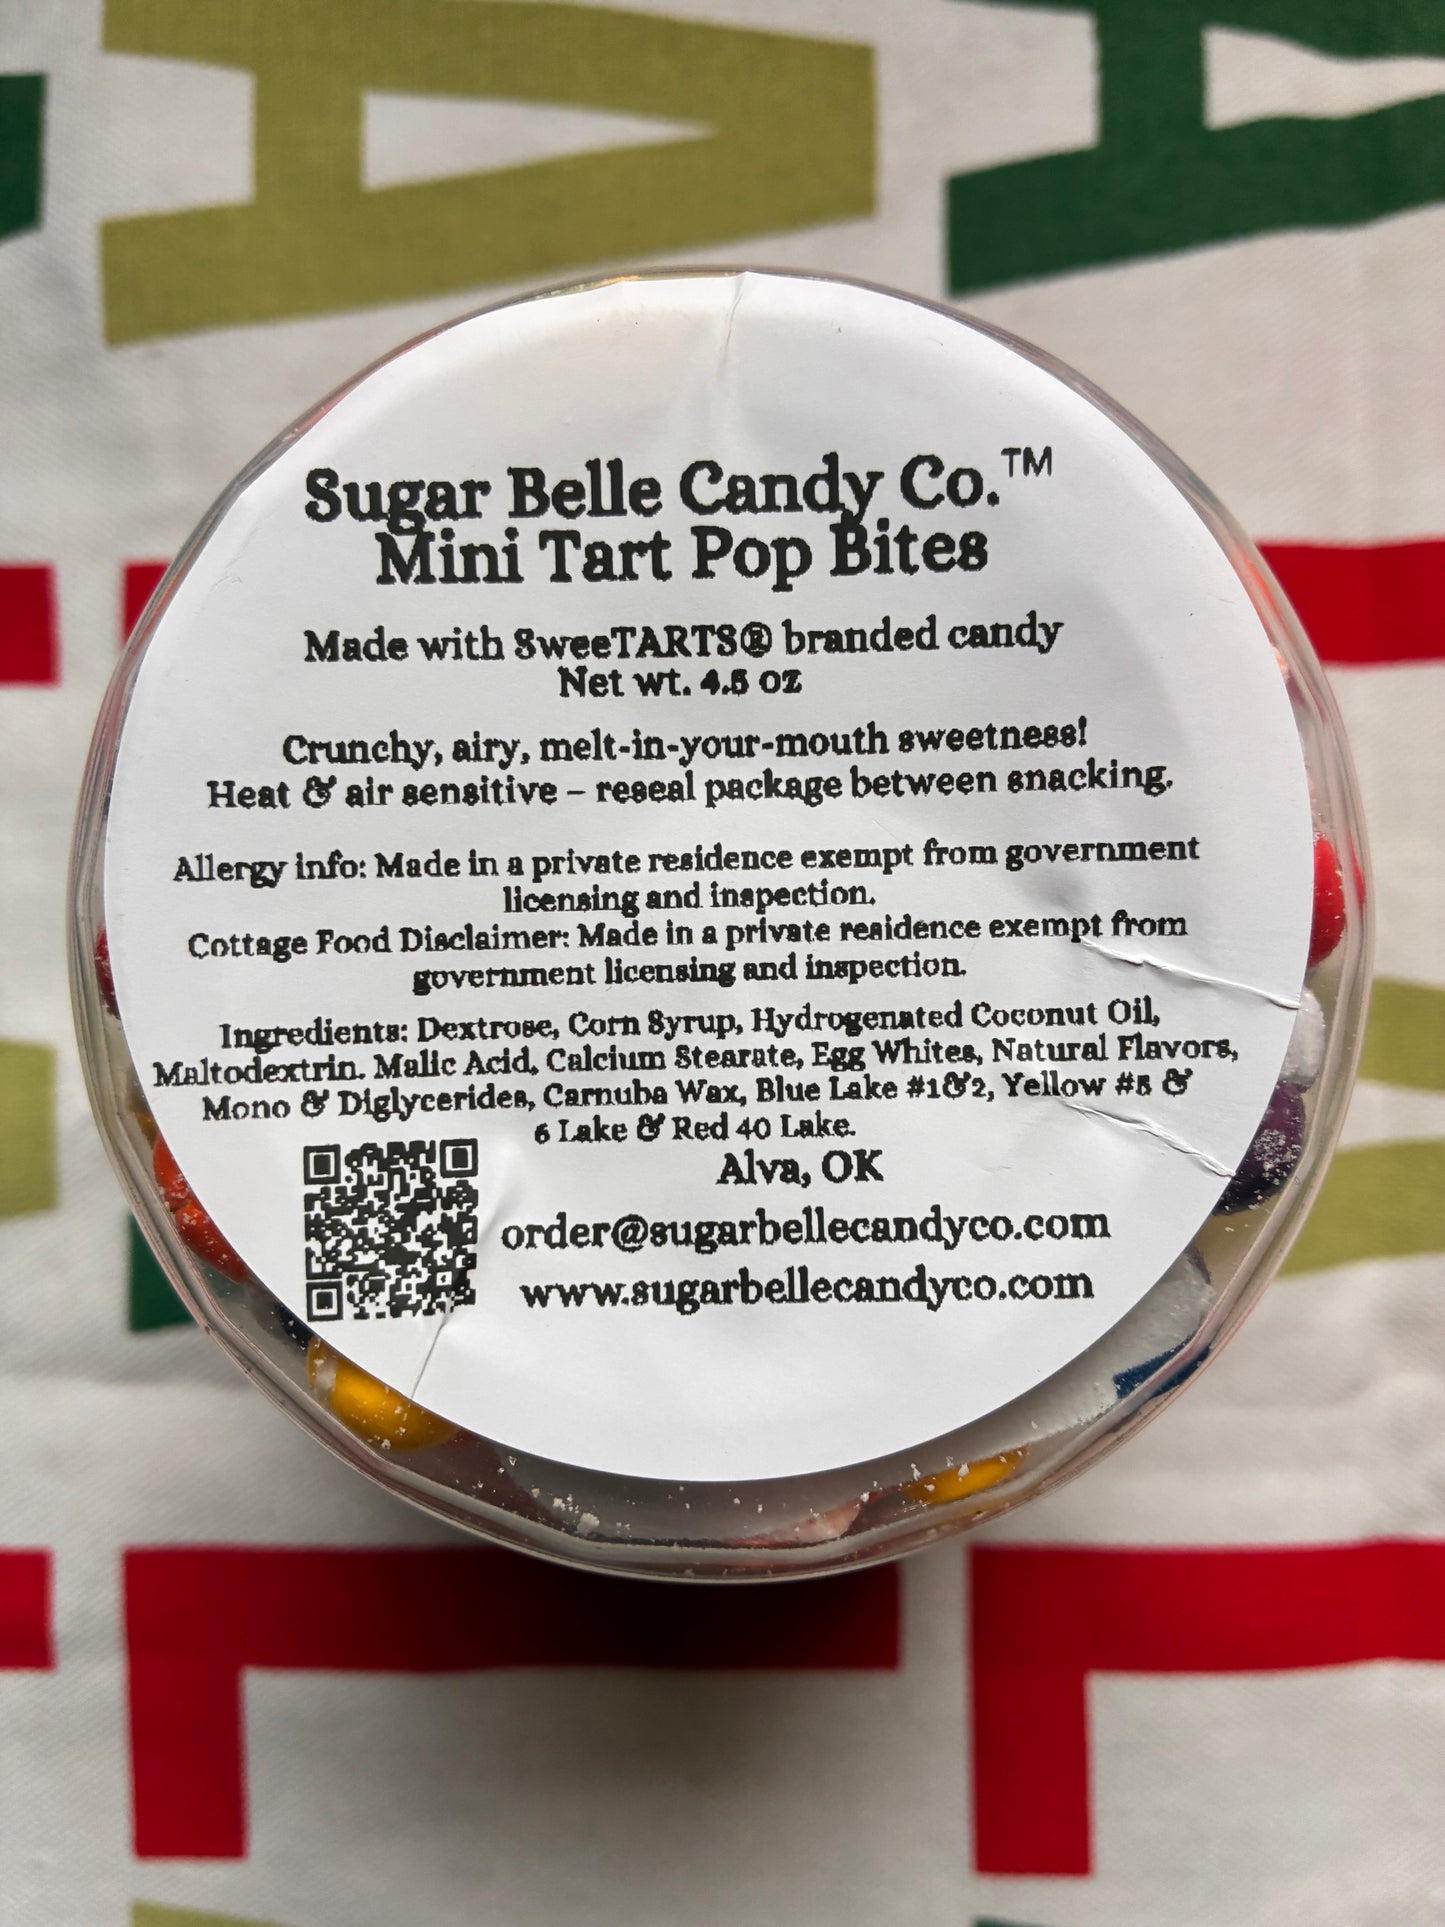 Sugar Belle Candy Co.™
Mini Tart Pop Bites
Made with SweeTARTS® branded candy
Net wt. 4.5 oz
Crunchy, airy, melt-in-your-mouth sweetness!
Heat & air sensitive – reseal package between snacking.
Allergy info: Made in a private residence exempt from government
licensing and inspection.
Cottage Food Disclaimer: Made in a private residence exempt from
government licensing and inspection.
Ingredients: Dextrose, Corn Syrup, Hydrogenated Coconut Oil,
Maltodextrin. Malic Acid, Calcium Stearate, Egg Whites, Natural Flavors,
Mono & Diglycerides, Carnuba Wax, Blue Lake #1&2, Yellow #5 &
6 Lake & Red 40 Lake.
Alva, OK
order@sugarbellecandyco.com
www.sugarbellecandyco.com